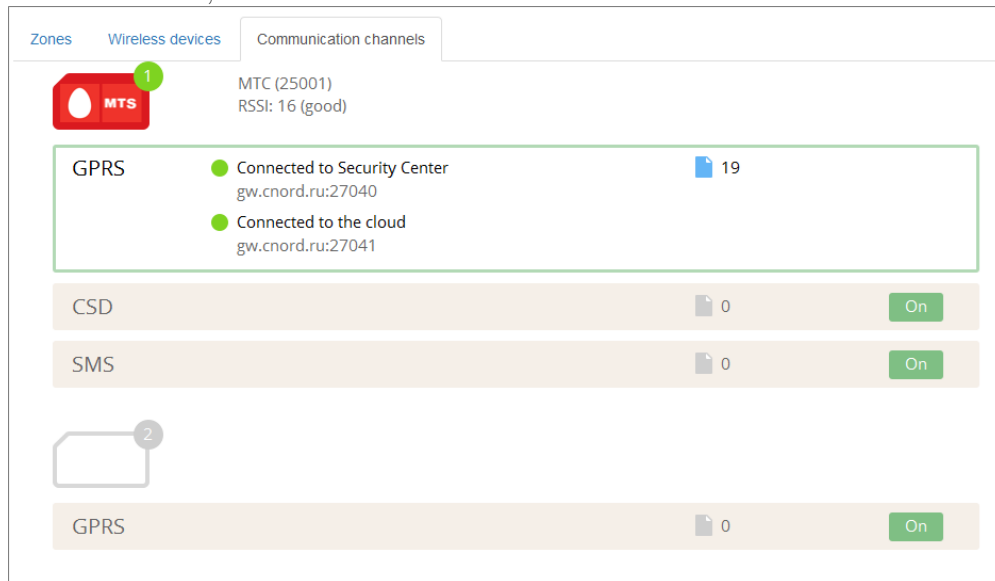 Zones Wireless devices Communication channels
1
MTS
MTC (25001)
RSSI: 16 (good)
GPRS Connected to Security Center 19
gw.cnord.ru:27040
Connected to the cloud
gw.cnord.ru:27041
CSD 0 On
SMS 0 On
2
GPRS 0 On